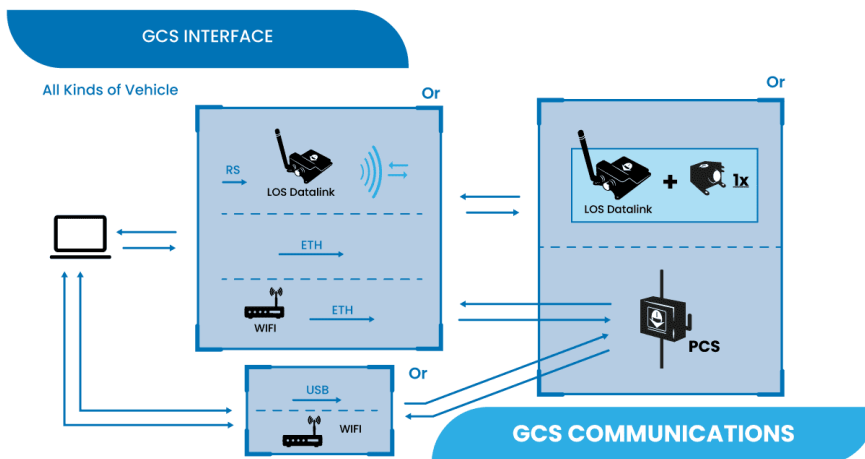 GCS INTERFACE
All Kinds of Vehicle
Or
RS
LOS Datalink
ETH
WIFI
ETH
Or
LOS Datalink
+
1x
PCS
Or
USB
WIFI
GCS COMMUNICATIONS